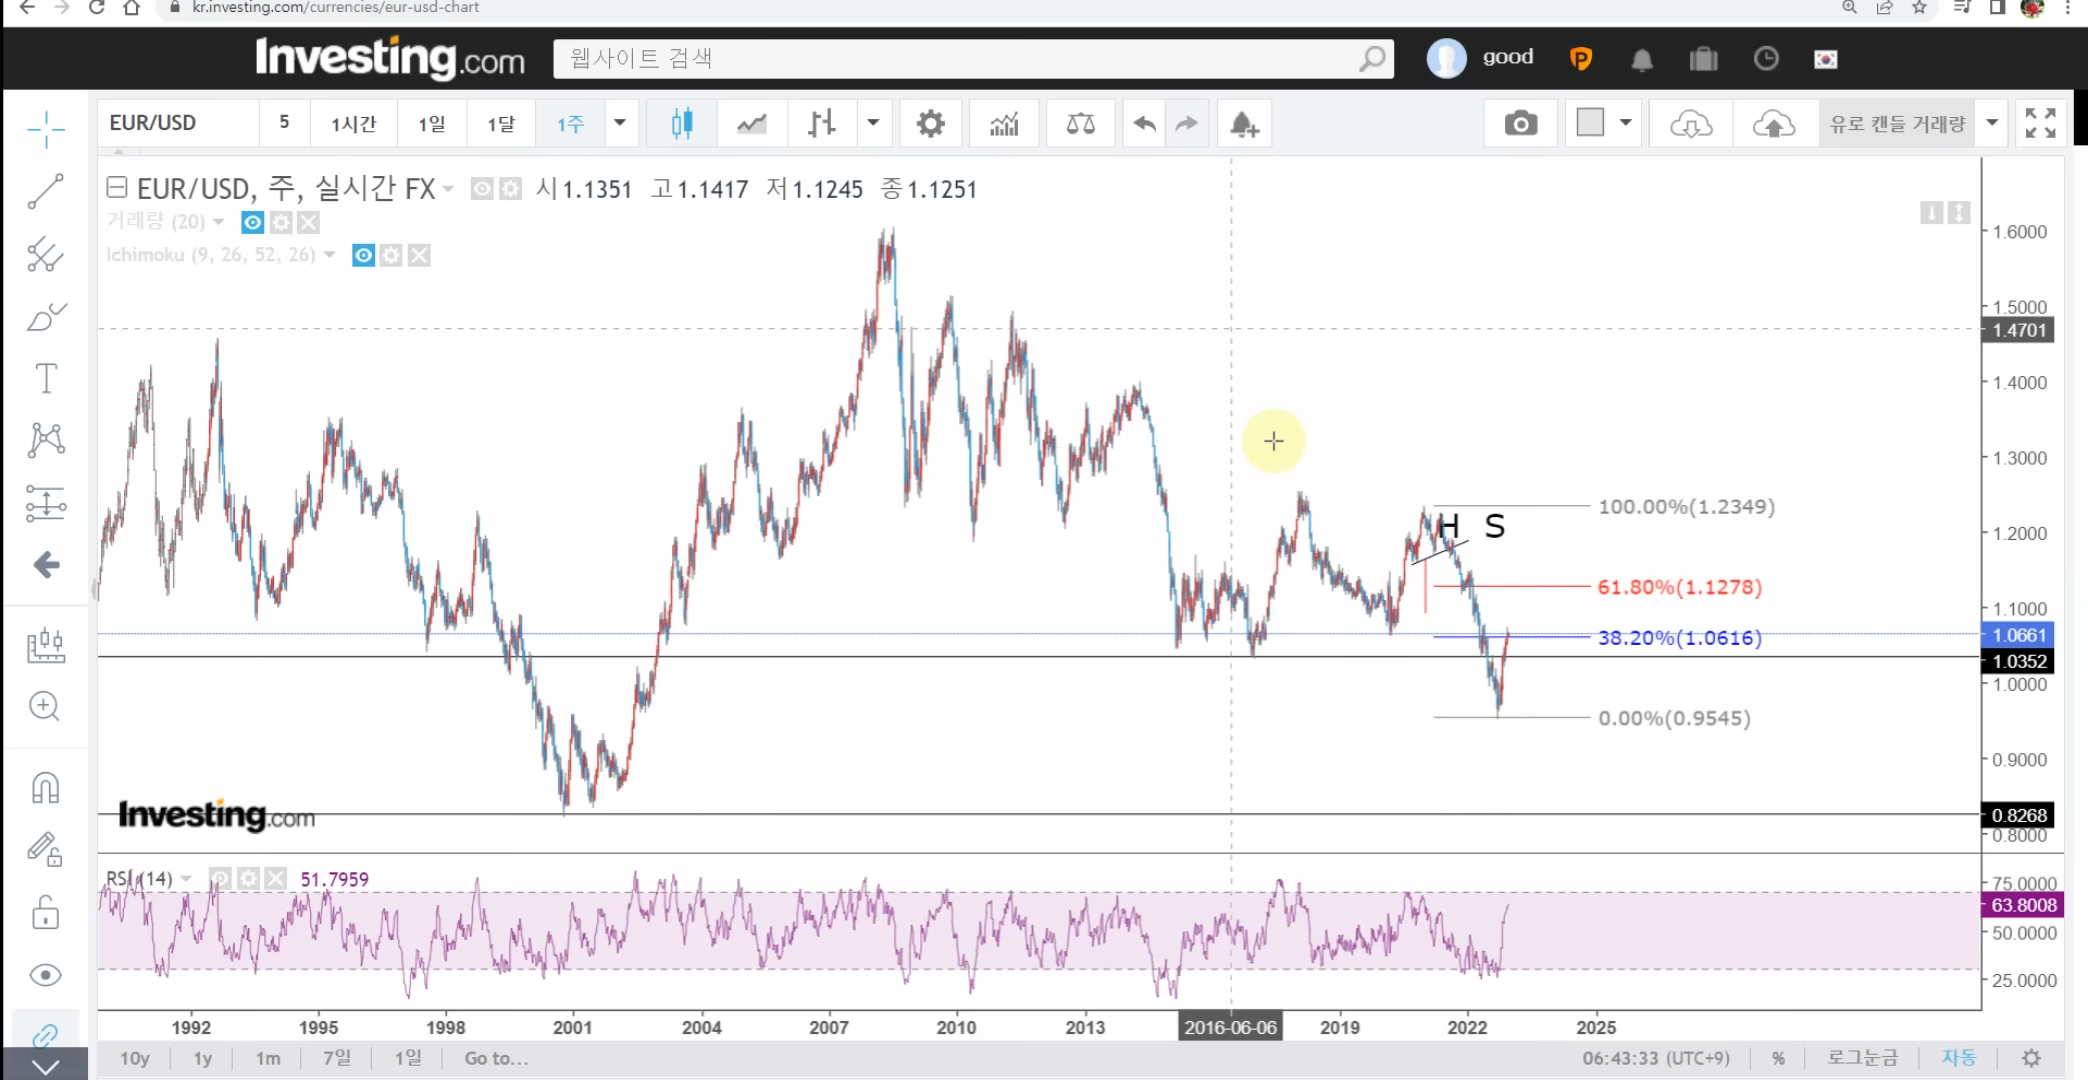 kr.investing.com/currencies/eur-usd-chart
Investing.com
웹사이트 검색
good
EUR/USD
5
1시간
1일
1달
1주
유로 캔들 거래량
EUR/USD, 주, 실시간 FX
시1.1351 고1.1417 저1.1245 종1.1251
거래량 (20)
Ichimoku (9, 26, 52, 26)
1.6000
1.5000
1.4701
1.4000
1.3000
1.2000
1.1000
1.0661
1.0352
1.0000
0.9000
0.8268
0.8000
100.00%(1.2349)
H S
61.80%(1.1278)
38.20%(1.0616)
0.00%(0.9545)
Investing.com
RSI (14)
51.7959
75.0000
63.8008
50.0000
25.0000
1992
1995
1998
2001
2004
2007
2010
2013
2016-06-06
2019
2022
2025
10y
1y
1m
7일
1일
Go to...
06:43:33 (UTC+9)
%
로그눈금
자동